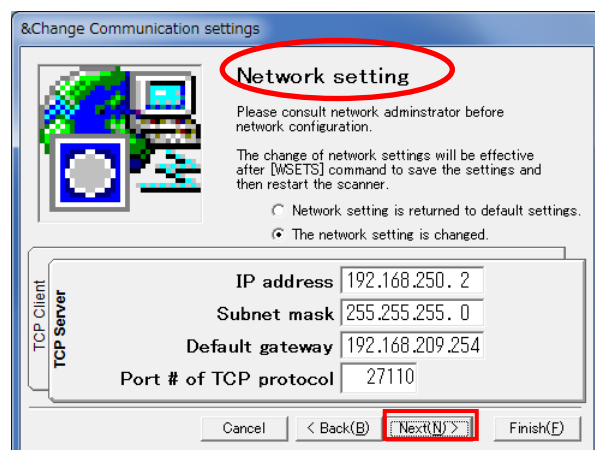 &Change Communication settings
Network setting
Please consult network adminstrator before
network configuration.
The change of network settings will be effective
after [WSETS] command to save the settings and
then restart the scanner.
Network setting is returned to default settings.
The network setting is changed.
TCP Client
TCP Server
IP address 192.168.250. 2
Subnet mask 255.255.255. 0
Default gateway 192.168.209.254
Port # of TCP protocol 27110
Cancel < Back(B) Next(N) > Finish(F)